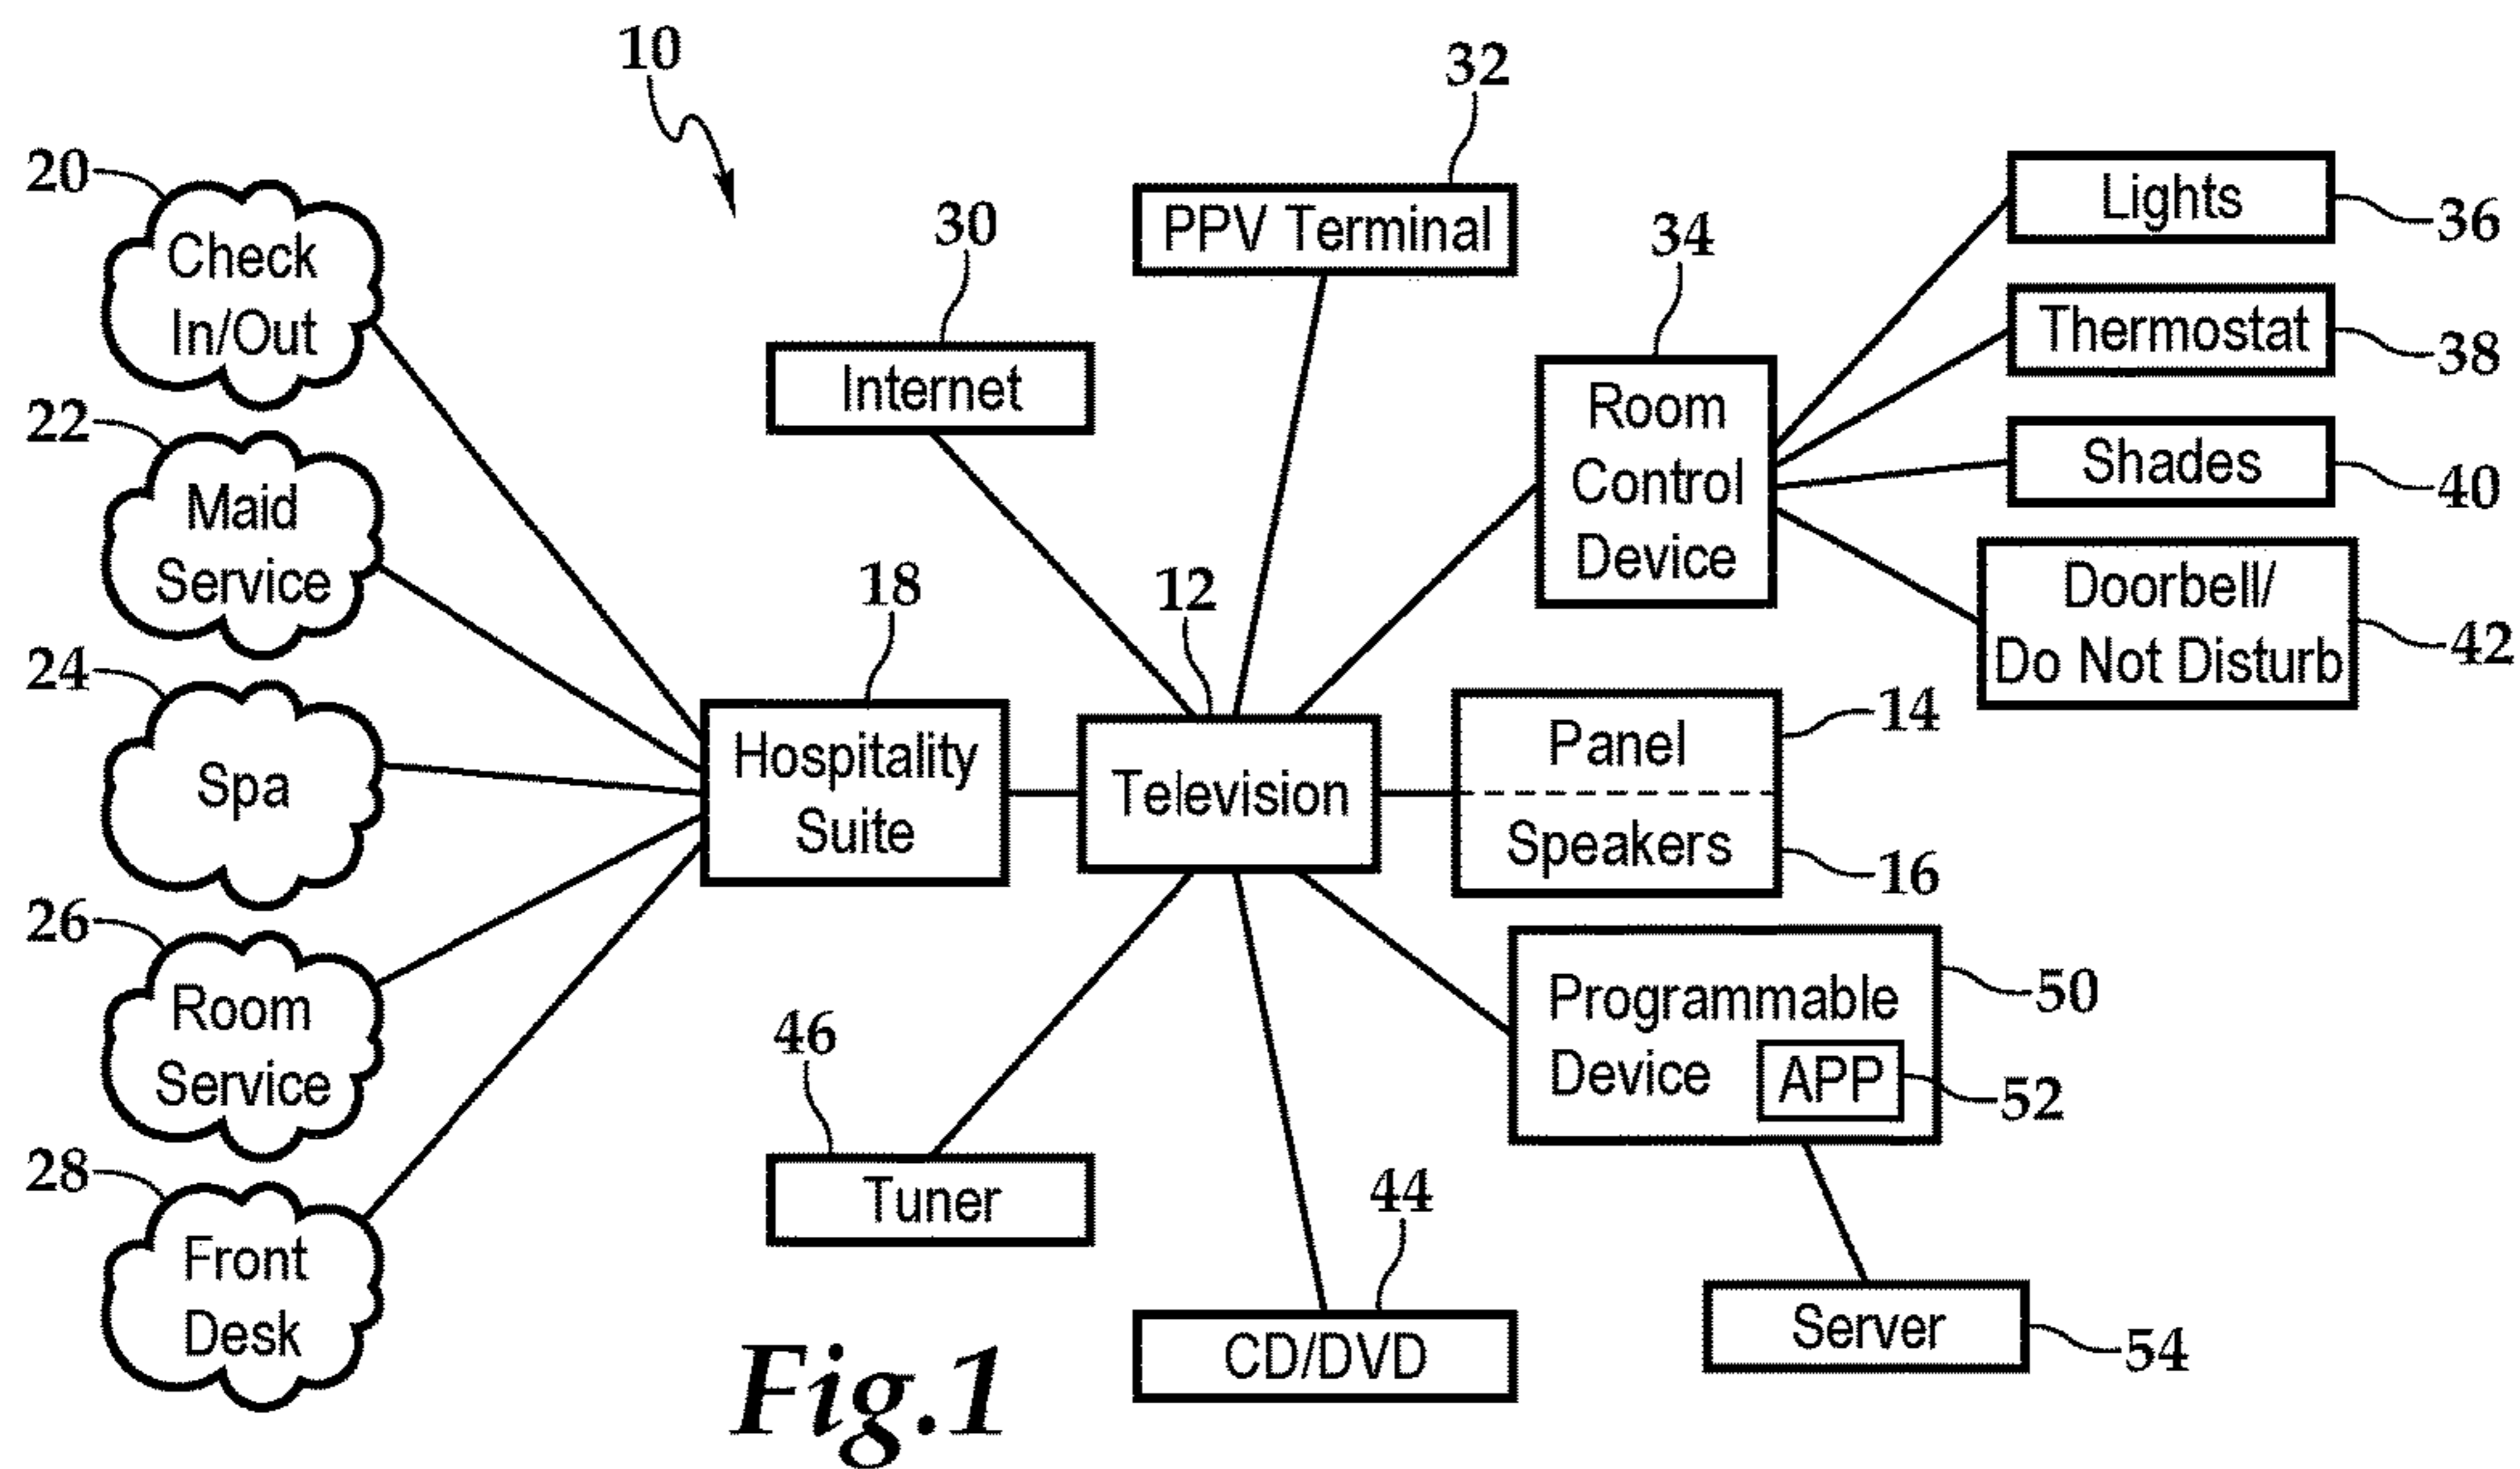 10
32
20
Check
In/Out
30
PPV Terminal
34
Lights
36
Internet
Thermostat
38
22
Maid
Service
Room
Control
Device
Shades
40
18
12
Doorbell/
Do Not Disturb
42
24
Spa
Hospitality
Suite
Television
Panel
14
Speakers
16
26
Room
Service
46
Programmable
Device
APP
50
52
28
Front
Desk
Tuner
44
CD/DVD
Server
54
Fig.1